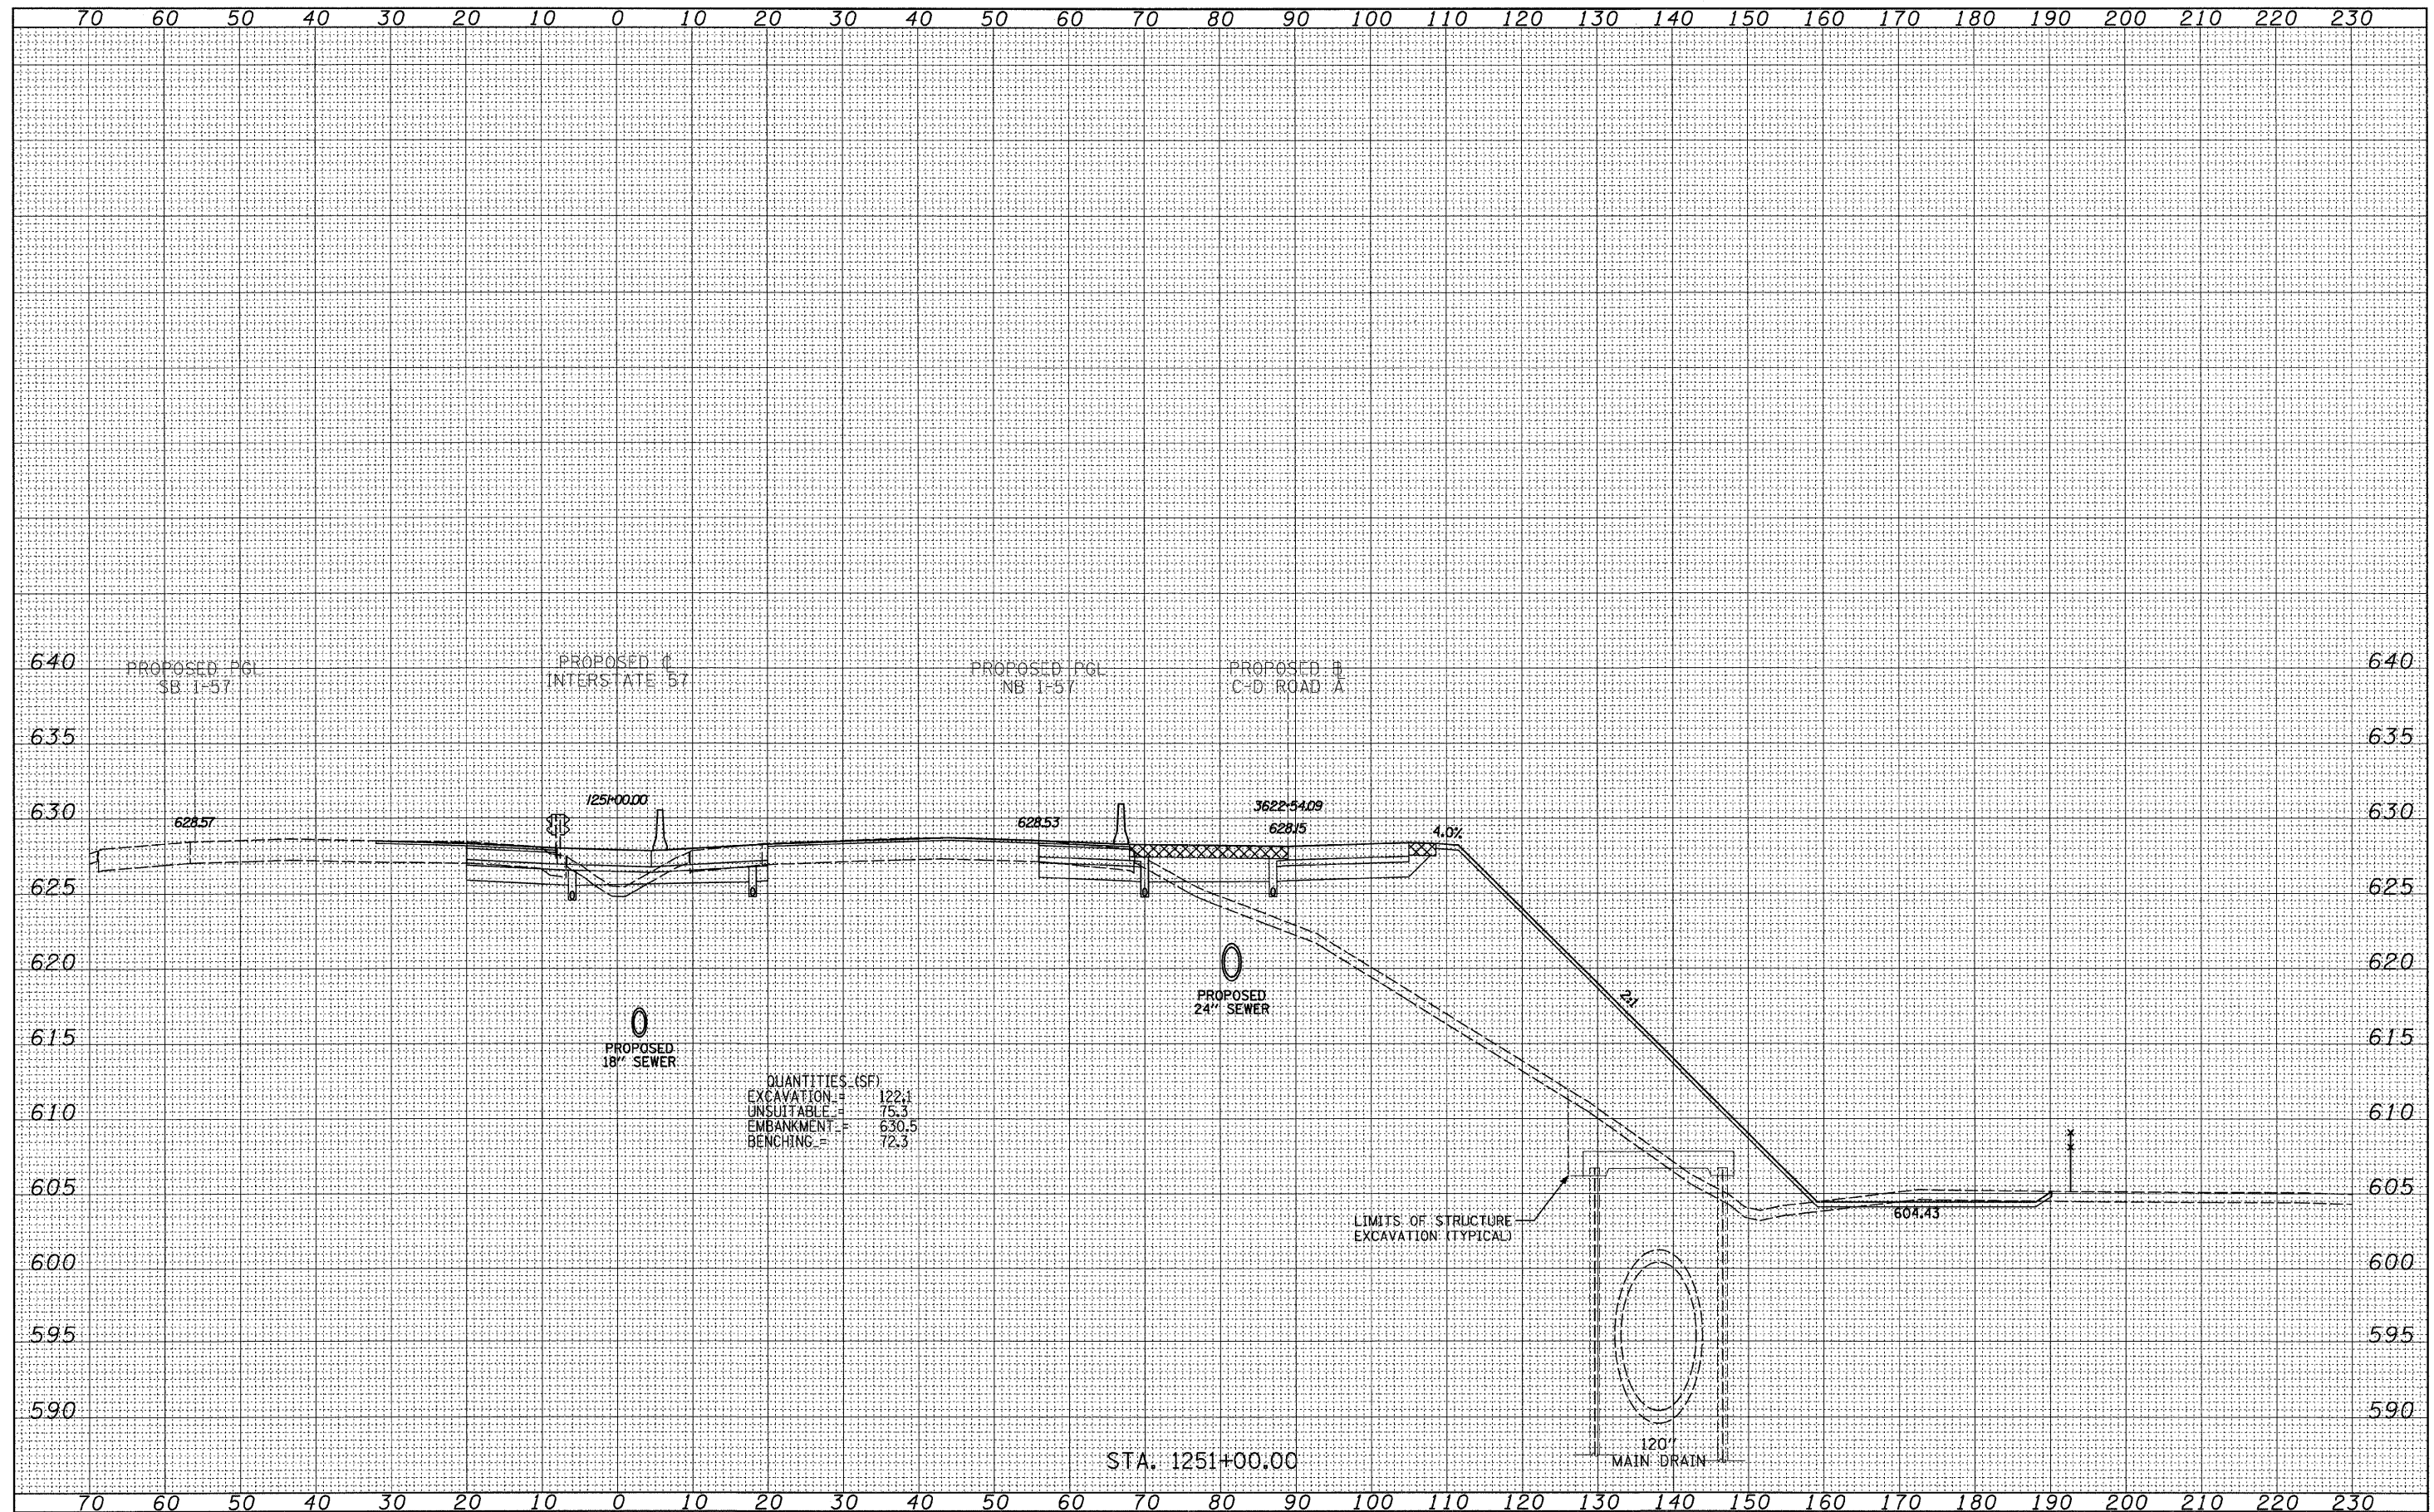 70 60 50 40 30 20 10 0 10 20 30 40 50 60 70 80 90 100 110 120 130 140 150 160 170 180 190 200 210 220 230
640 640
PROPOSED PGL
SB I-57
PROPOSED ℄
INTERSTATE 57
PROPOSED PGL
NB I-57
PROPOSED B
C-D ROAD A
635 635
630 630
628.57
1251+00.00
628.53
3622+54.09
628.15
4.0%
625 625
620 620
PROPOSED
24" SEWER
2:1
615 615
PROPOSED
18" SEWER
QUANTITIES_(SF)
EXCAVATION_= 122.1
UNSUITABLE_= 75.3
EMBANKMENT_= 630.5
BENCHING_= 72.3
610 610
605 605
604.43
LIMITS OF STRUCTURE
EXCAVATION (TYPICAL)
600 600
595 595
590 590
120"
MAIN DRAIN
STA. 1251+00.00
70 60 50 40 30 20 10 0 10 20 30 40 50 60 70 80 90 100 110 120 130 140 150 160 170 180 190 200 210 220 230